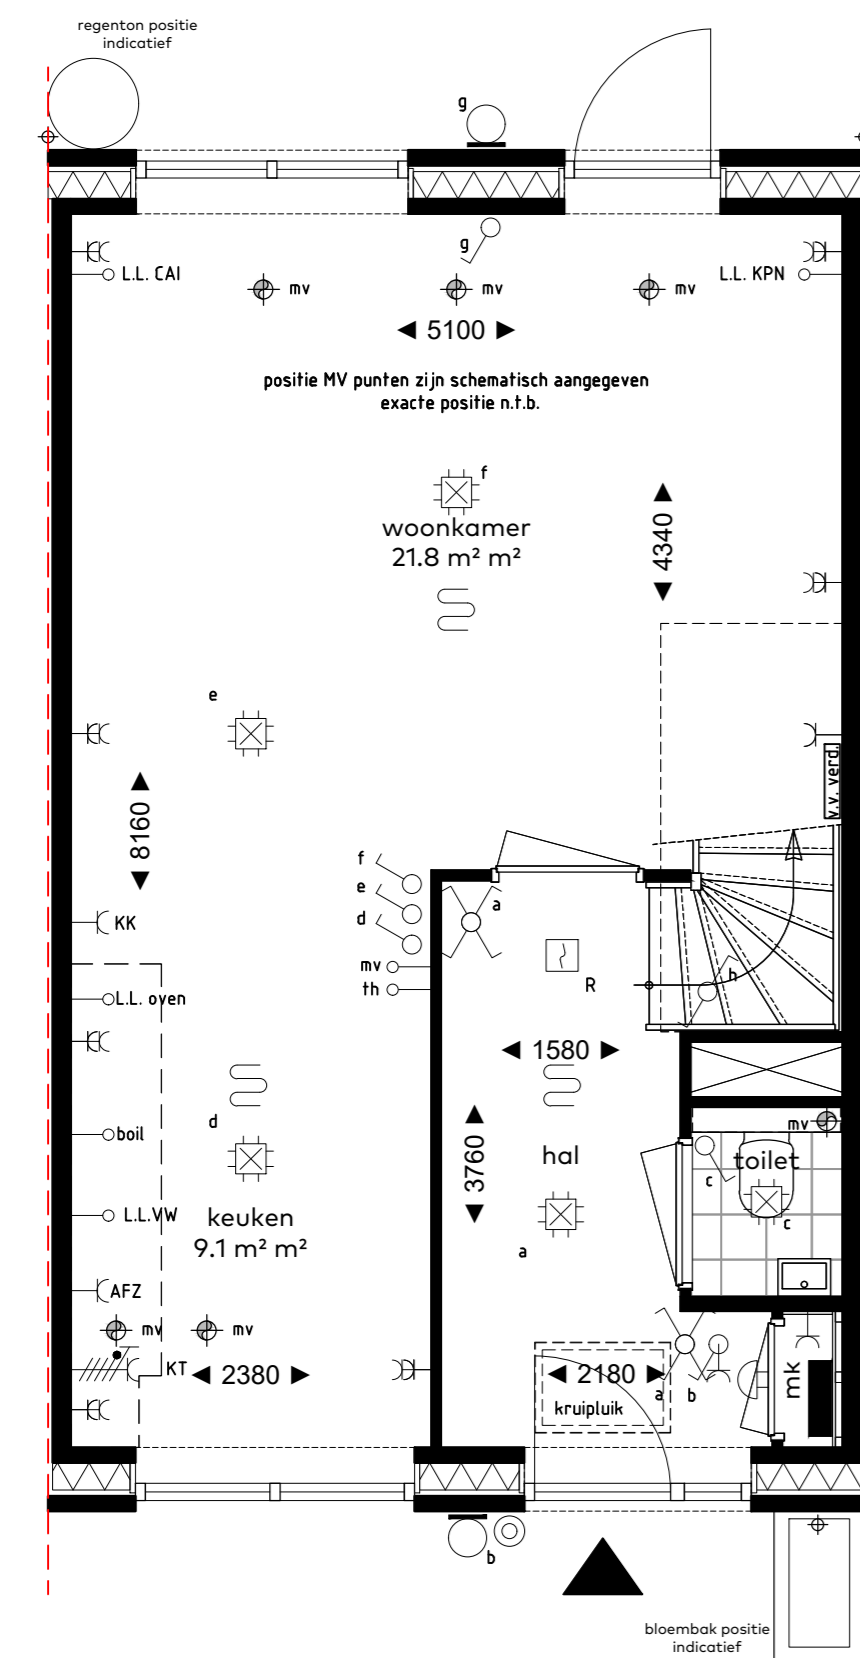 regenton positie
indicatief
g
g
L.L. CAI
L.L. KPN
mv
mv
mv
5100
positie MV punten zijn schematisch aangegeven
exacte positie n.t.b.
f
woonkamer
21.8 m² m²
4340
e
v.v. verd.
8160
f
e
d
a
KK
mv
th
R
h
L.L. oven
1580
boil
d
mv
3760
hal
toilet
c
c
L.L.VW
keuken
9.1 m² m²
a
AFZ
mv
mv
KT
2380
2180
a
b
mk
kruipluik
b
bloembak positie
indicatief